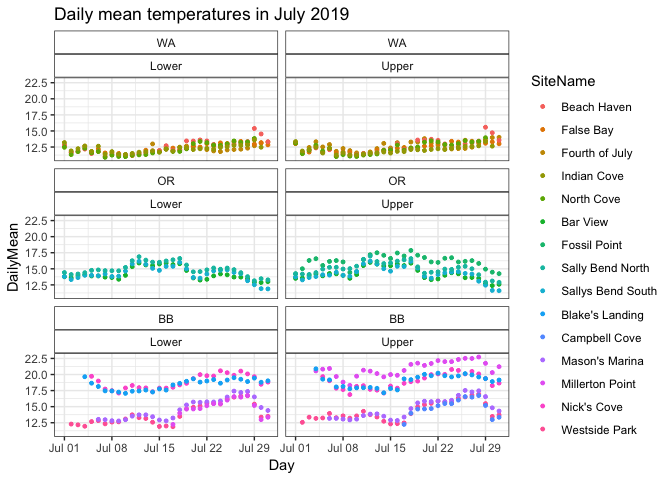 Daily mean temperatures in July 2019
WA WA
Lower Upper
22.5
20.0
17.5
15.0
12.5
OR OR
Lower Upper
22.5
20.0
17.5
15.0
12.5
BB BB
Lower Upper
22.5
20.0
17.5
15.0
12.5
Jul 01 Jul 08 Jul 15 Jul 22 Jul 29 Jul 01 Jul 08 Jul 15 Jul 22 Jul 29
Day
DailyMean
SiteName
Beach Haven
False Bay
Fourth of July
Indian Cove
North Cove
Bar View
Fossil Point
Sally Bend North
Sallys Bend South
Blake's Landing
Campbell Cove
Mason's Marina
Millerton Point
Nick's Cove
Westside Park